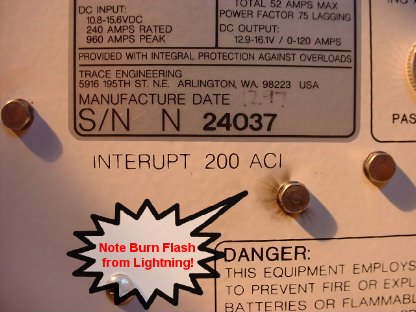 DC INPUT:
10.8-15.6VDC
240 AMPS RATED
960 AMPS PEAK
TOTAL 52 AMPS MAX
POWER FACTOR .75 LAGGING
DC OUTPUT:
12.9-16.1V / 0-120 AMPS
PROVIDED WITH INTEGRAL PROTECTION AGAINST OVERLOADS
TRACE ENGINEERING
5916 195TH ST. N.E. ARLINGTON, WA. 98223 USA
MANUFACTURE DATE
S/N N 24037
ING A
PAS
INTERUPT 200 ACI
Note Burn Flash
from Lightning!
DANGER:
THIS EQUIPMENT EMPLOYS
TO PREVENT FIRE OR EXPL
BATTERIES OR FLAMMABL